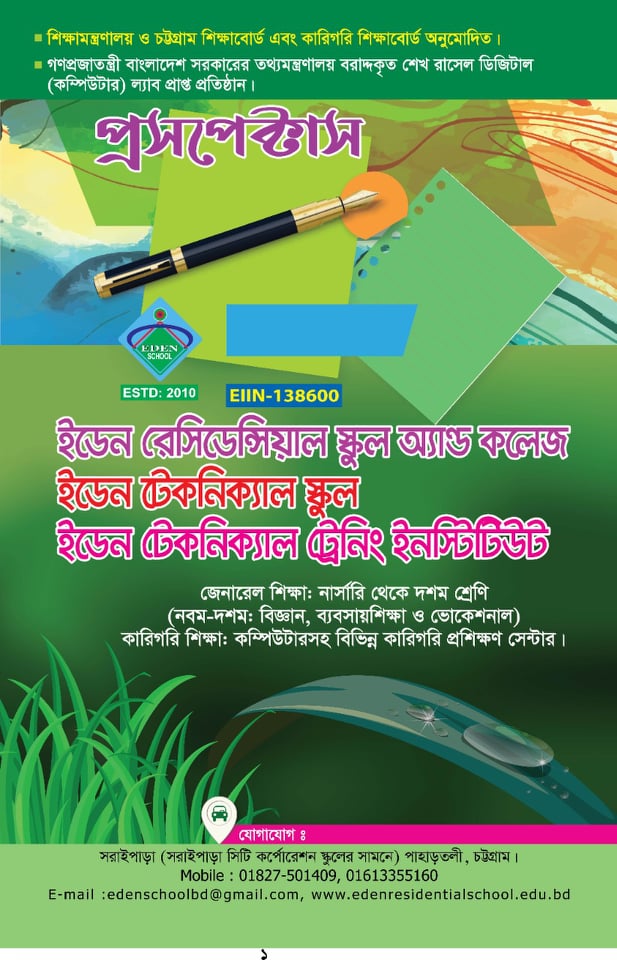 শিক্ষামন্ত্রণালয় ও চট্টগ্রাম শিক্ষাবোর্ড এবং কারিগরি শিক্ষাবোর্ড অনুমোদিত।
গণপ্রজাতন্ত্রী বাংলাদেশ সরকারের তথ্যমন্ত্রণালয় বরাদ্দকৃত শেখ রাসেল ডিজিটাল
(কম্পিউটার) ল্যাব প্রাপ্ত প্রতিষ্ঠান।
প্রসপেক্টাস
EDEN
SCHOOL
ESTD: 2010
EIIN-138600
ইডেন রেসিডেন্সিয়াল স্কুল অ্যান্ড কলেজ
ইডেন টেকনিক্যাল স্কুল
ইডেন টেকনিক্যাল ট্রেনিং ইনস্টিটিউট
জেনারেল শিক্ষা: নার্সারি থেকে দশম শ্রেণি
(নবম-দশম: বিজ্ঞান, ব্যবসায়শিক্ষা ও ভোকেশনাল)
কারিগরি শিক্ষা: কম্পিউটারসহ বিভিন্ন কারিগরি প্রশিক্ষণ সেন্টার।
যোগাযোগ ঃ
সরাইপাড়া (সরাইপাড়া সিটি কর্পোরেশন স্কুলের সামনে) পাহাড়তলী, চট্টগ্রাম।
Mobile : 01827-501409, 01613355160
E-mail :edenschoolbd@gmail.com, www.edenresidentialschool.edu.bd
১